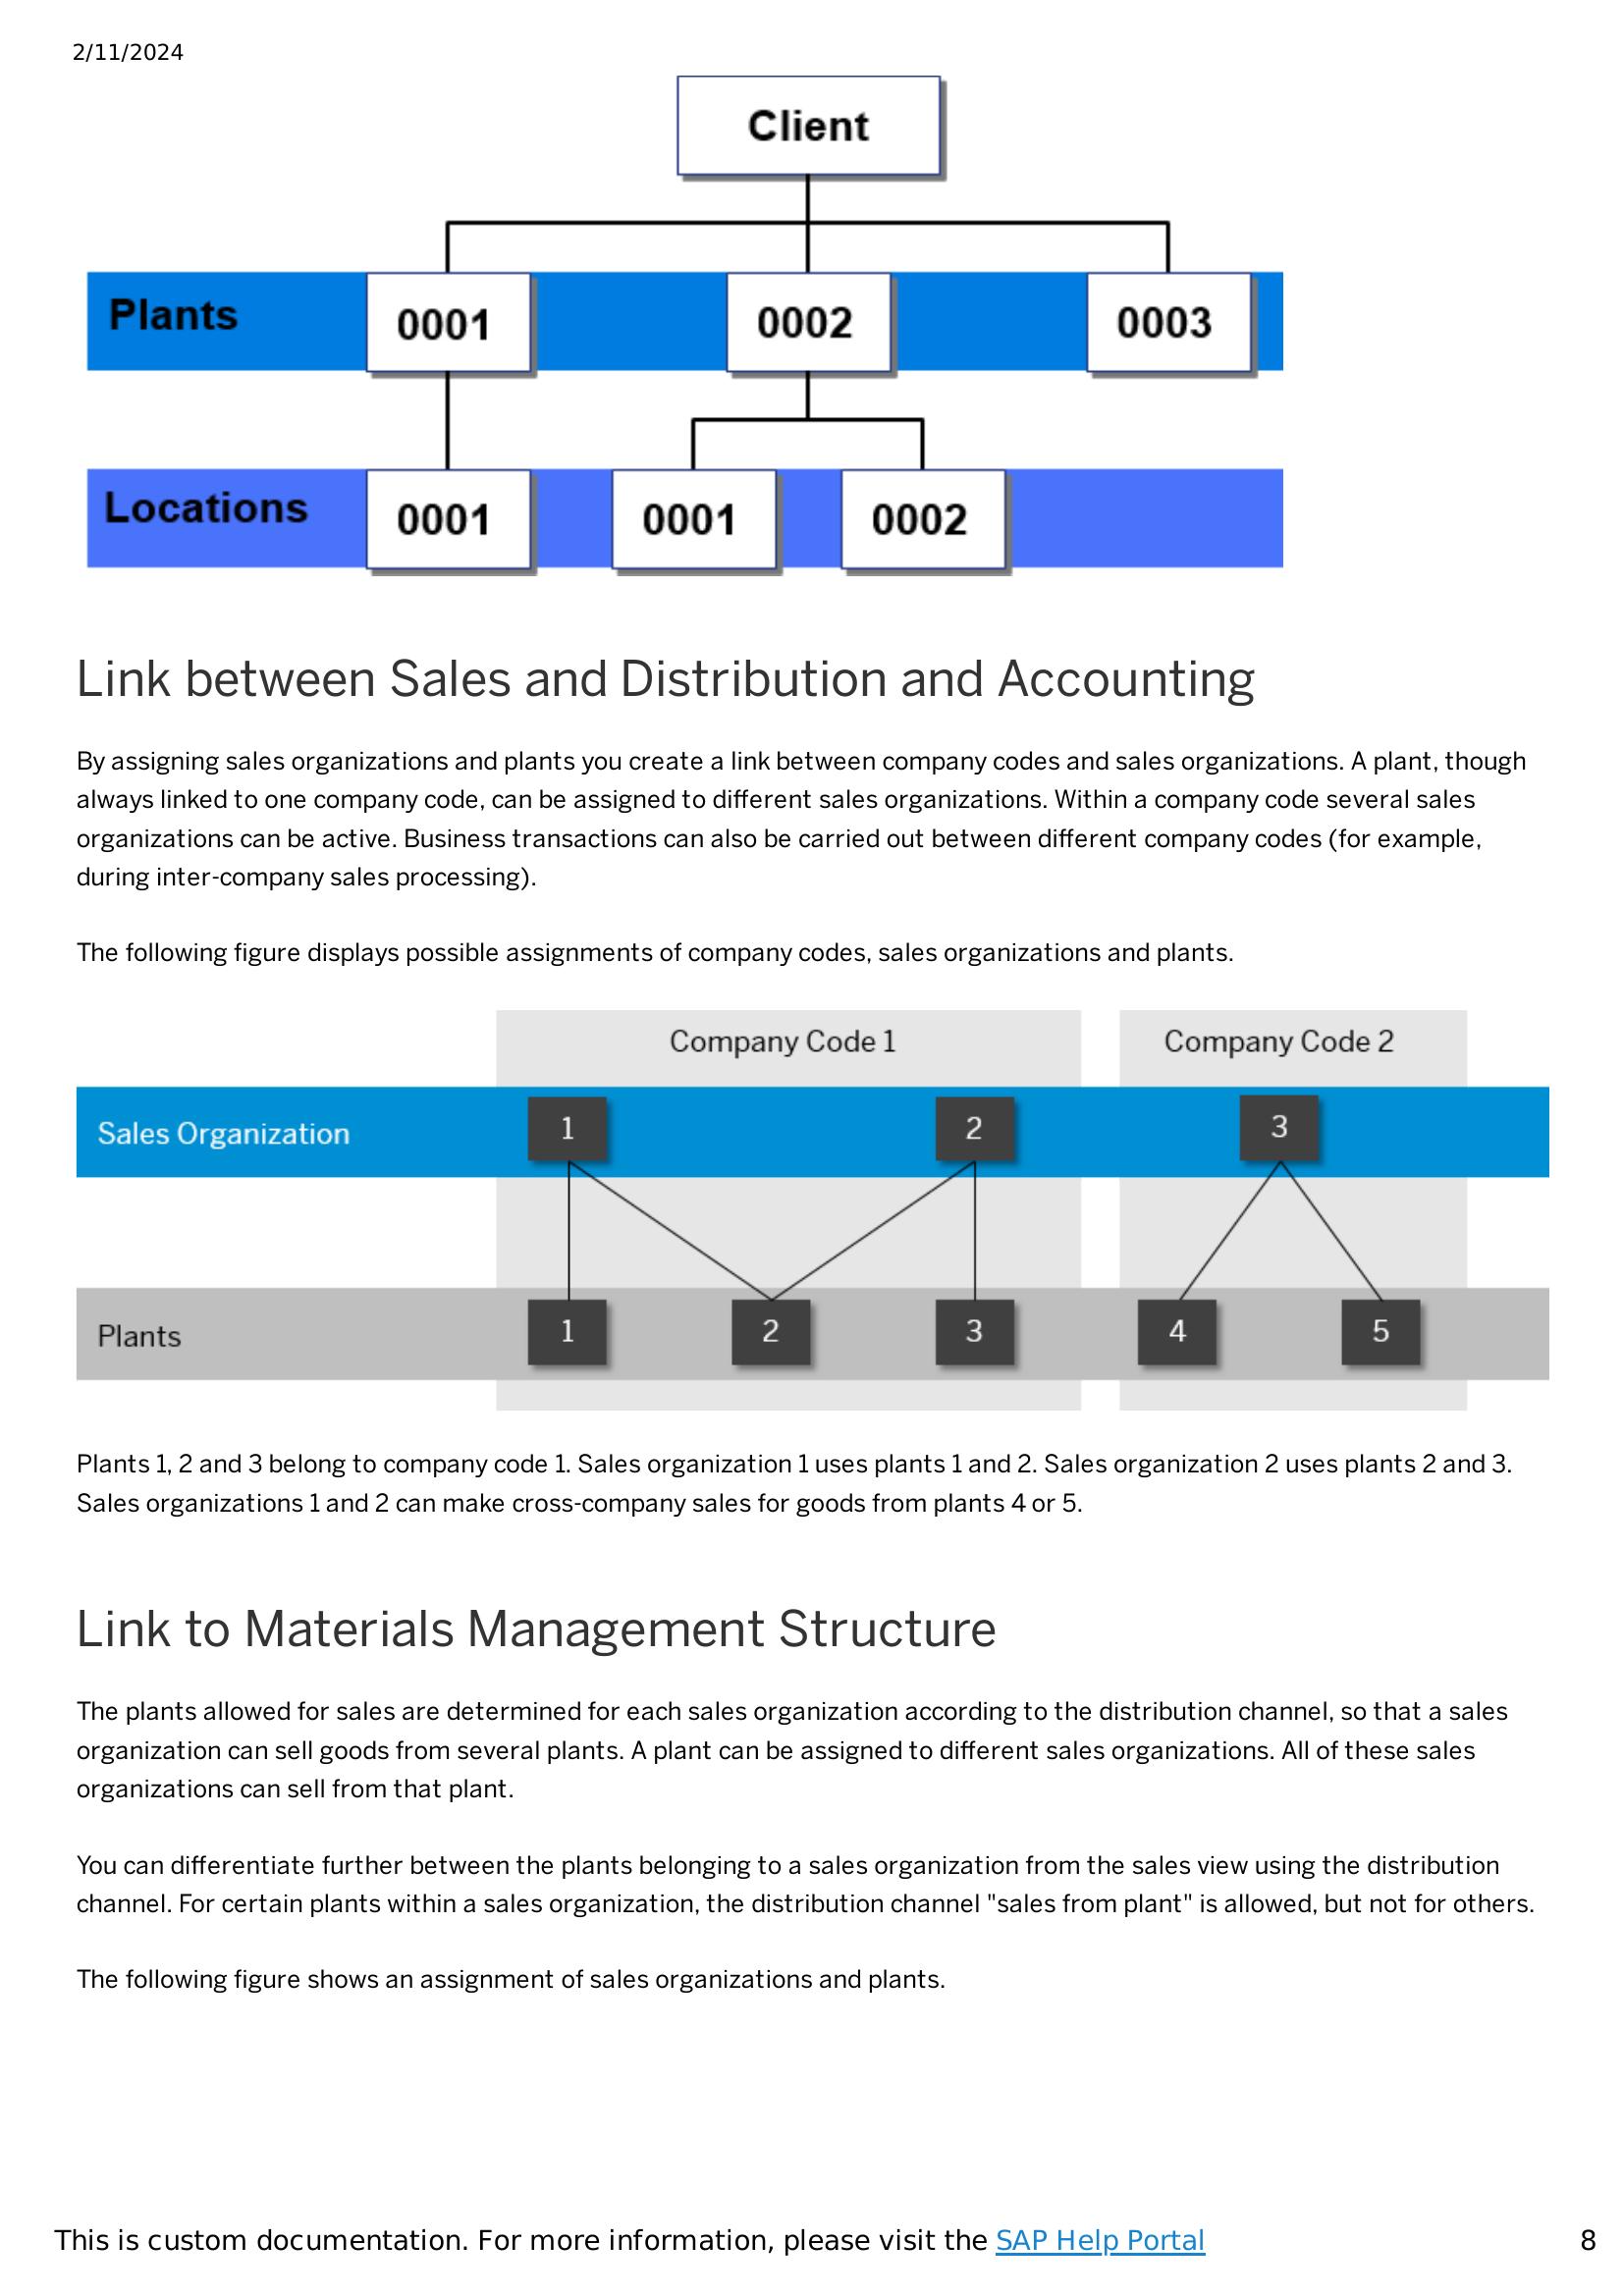 2/11/2024
Client
Plants 0001 0002 0003
Locations 0001 0001 0002
Link between Sales and Distribution and Accounting
By assigning sales organizations and plants you create a link between company codes and sales organizations. A plant, though
always linked to one company code, can be assigned to different sales organizations. Within a company code several sales
organizations can be active. Business transactions can also be carried out between different company codes (for example,
during inter-company sales processing).
The following figure displays possible assignments of company codes, sales organizations and plants.
Company Code 1 Company Code 2
Sales Organization 1 2 3
Plants 1 2 3 4 5
Plants 1, 2 and 3 belong to company code 1. Sales organization 1 uses plants 1 and 2. Sales organization 2 uses plants 2 and 3.
Sales organizations 1 and 2 can make cross-company sales for goods from plants 4 or 5.
Link to Materials Management Structure
The plants allowed for sales are determined for each sales organization according to the distribution channel, so that a sales
organization can sell goods from several plants. A plant can be assigned to different sales organizations. All of these sales
organizations can sell from that plant.
You can differentiate further between the plants belonging to a sales organization from the sales view using the distribution
channel. For certain plants within a sales organization, the distribution channel "sales from plant" is allowed, but not for others.
The following figure shows an assignment of sales organizations and plants.
This is custom documentation. For more information, please visit the SAP Help Portal 8